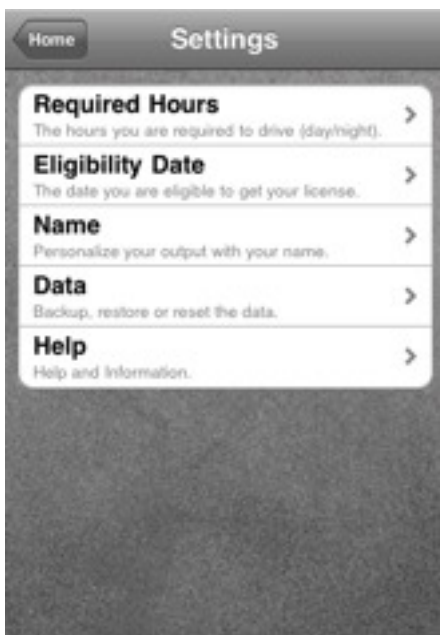 Home
Settings
Required Hours
The hours you are required to drive (day/night).
Eligibility Date
The date you are eligible to get your license.
Name
Personalize your output with your name.
Data
Backup, restore or reset the data.
Help
Help and Information.